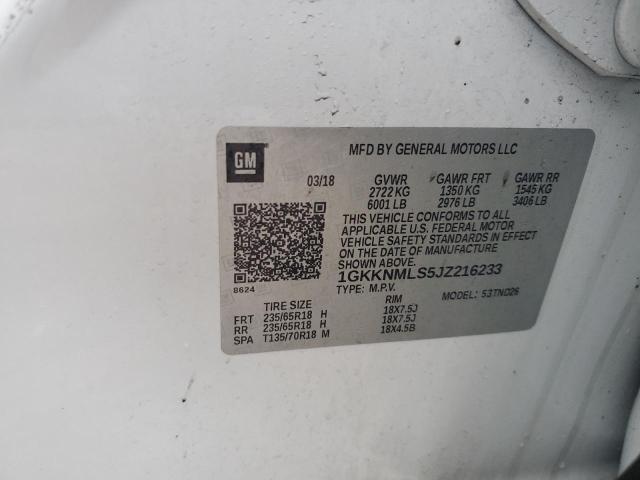 GM
MFD BY GENERAL MOTORS LLC
03/18 GVWR GAWR FRT GAWR RR
2722 KG 1350 KG 1545 KG
6001 LB 2976 LB 3406 LB
THIS VEHICLE CONFORMS TO ALL
APPLICABLE U.S. FEDERAL MOTOR
VEHICLE SAFETY STANDARDS IN EFFECT
ON THE DATE OF MANUFACTURE
SHOWN ABOVE.
1GKKNMLS5JZ216233
8624
TYPE: M.P.V. MODEL: 53TND26
TIRE SIZE RIM
FRT 235/65R18 H 18X7.5J
RR 235/65R18 H 18X7.5J
SPA T135/70R18 M 18X4.5B